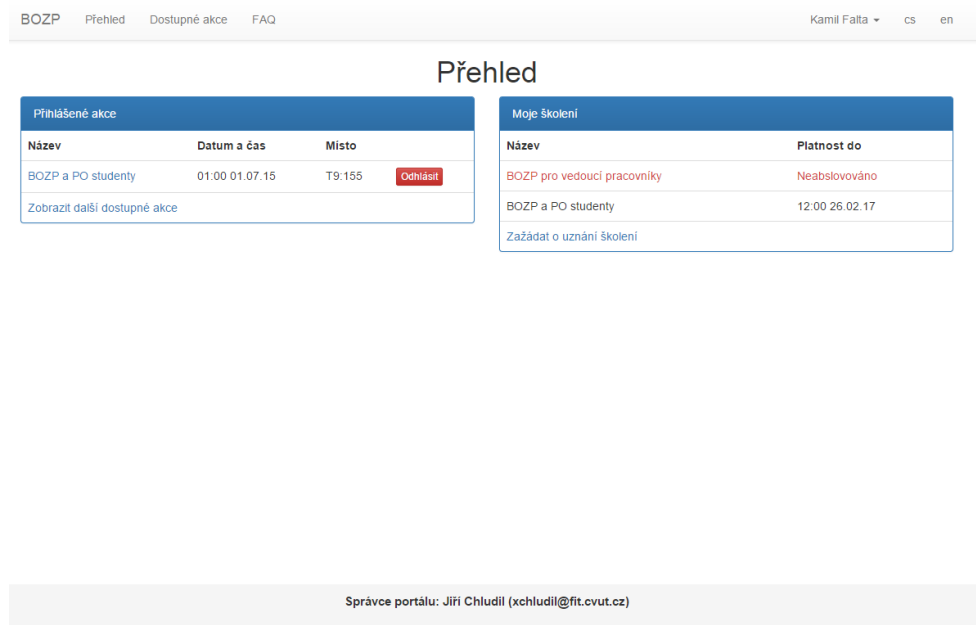 BOZP Přehled Dostupné akce FAQ Kamil Falta cs en
Přehled
Přihlášené akce
Název Datum a čas Místo
BOZP a PO studenty 01:00 01.07.15 T9:155 Odhlásit
Zobrazit další dostupné akce
Moje školení
Název Platnost do
BOZP pro vedoucí pracovníky Neabslovováno
BOZP a PO studenty 12:00 26.02.17
Zažádat o uznání školení
Správce portálu: Jiří Chludil (xchludil@fit.cvut.cz)